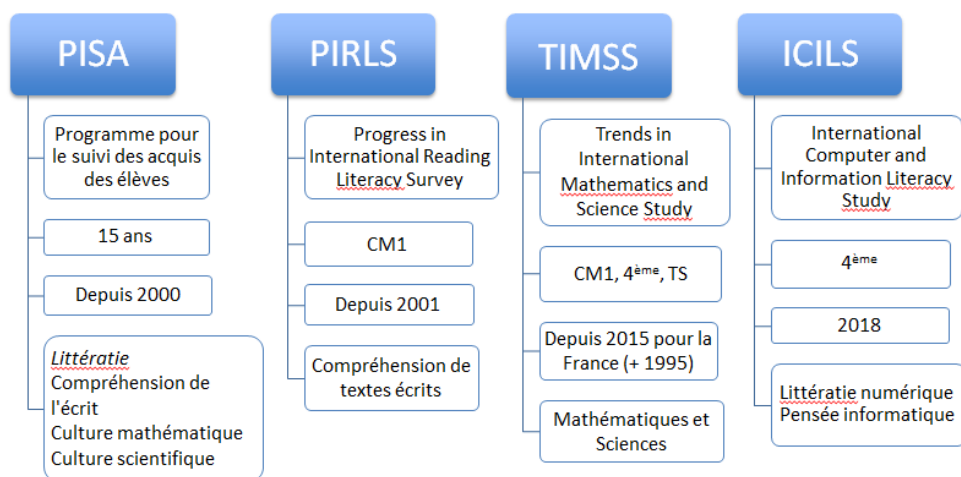 PISA
Programme pour
le suivi des acquis
des élèves
15 ans
Depuis 2000
Littératie
Compréhension de
l'écrit
Culture mathématique
Culture scientifique
PIRLS
Progress in
International Reading
Literacy Survey
CM1
Depuis 2001
Compréhension de
textes écrits
TIMSS
Trends in
International
Mathematics and
Science Study
CM1, 4ème, TS
Depuis 2015 pour la
France (+ 1995)
Mathématiques et
Sciences
ICILS
International
Computer and
Information Literacy
Study
4ème
2018
Littératie numérique
Pensée informatique